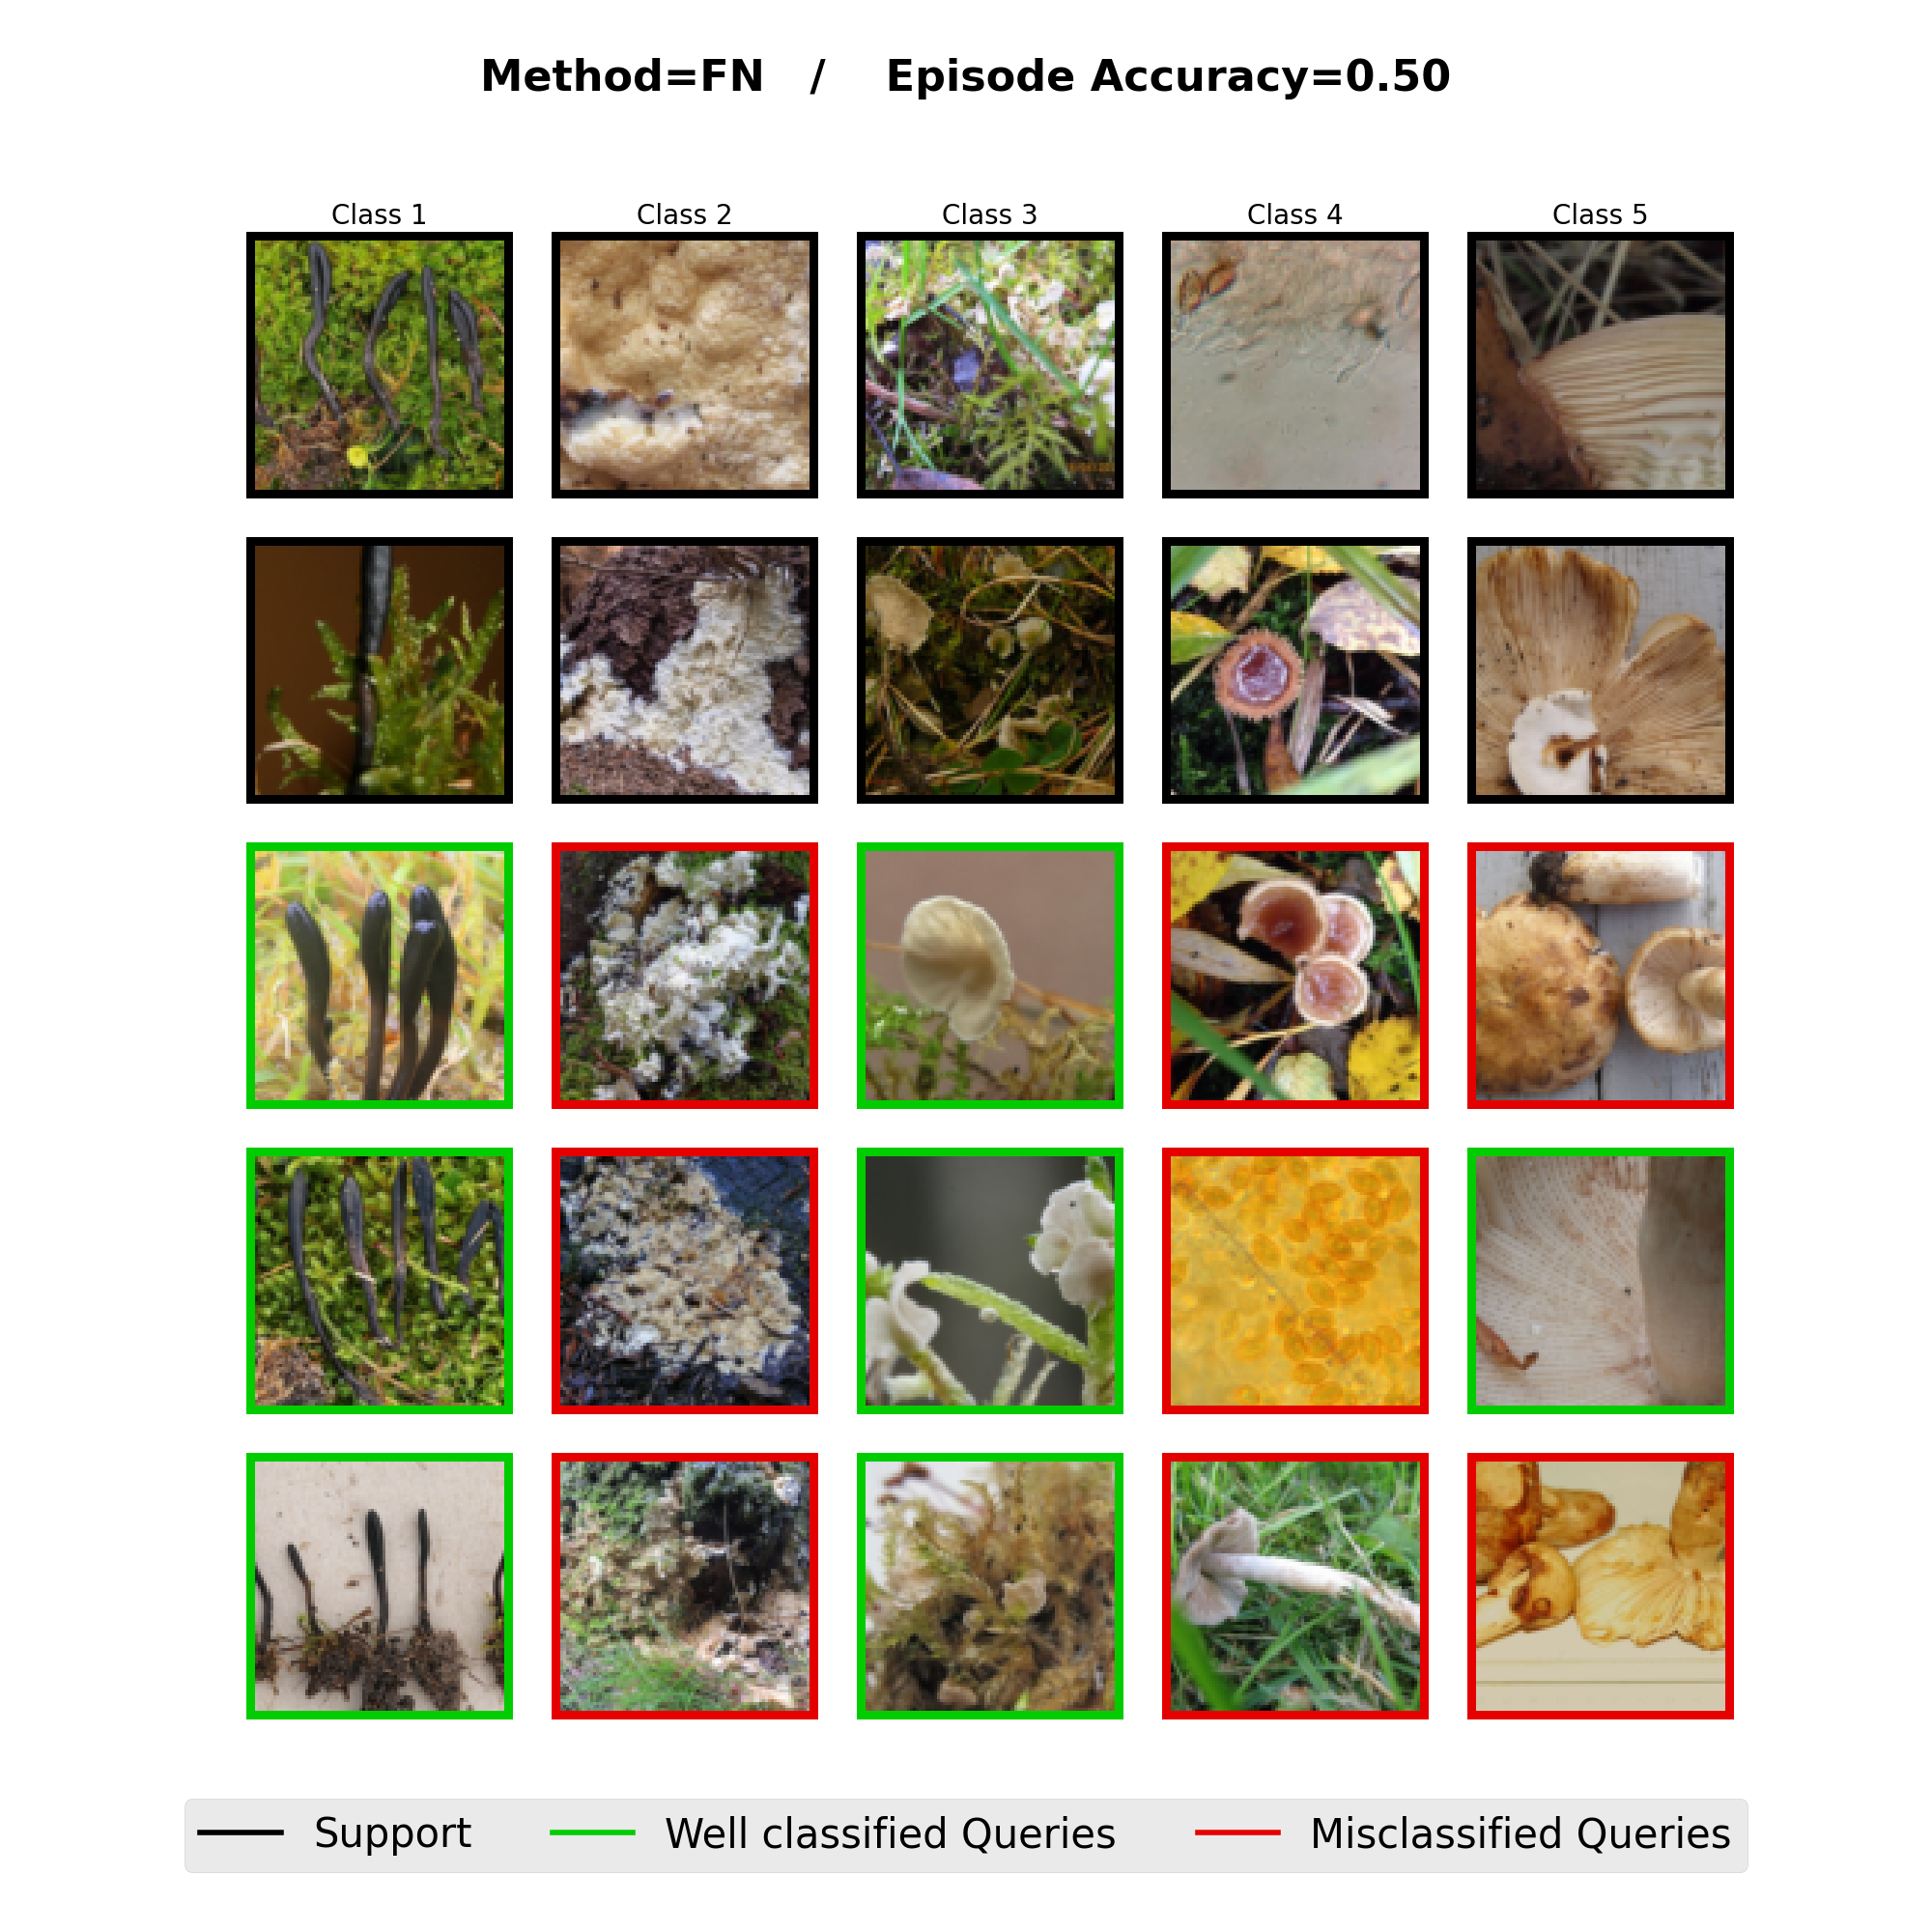 Method=FN / Episode Accuracy=0.50
Class 1 Class 2 Class 3 Class 4 Class 5
Support Well classified Queries Misclassified Queries